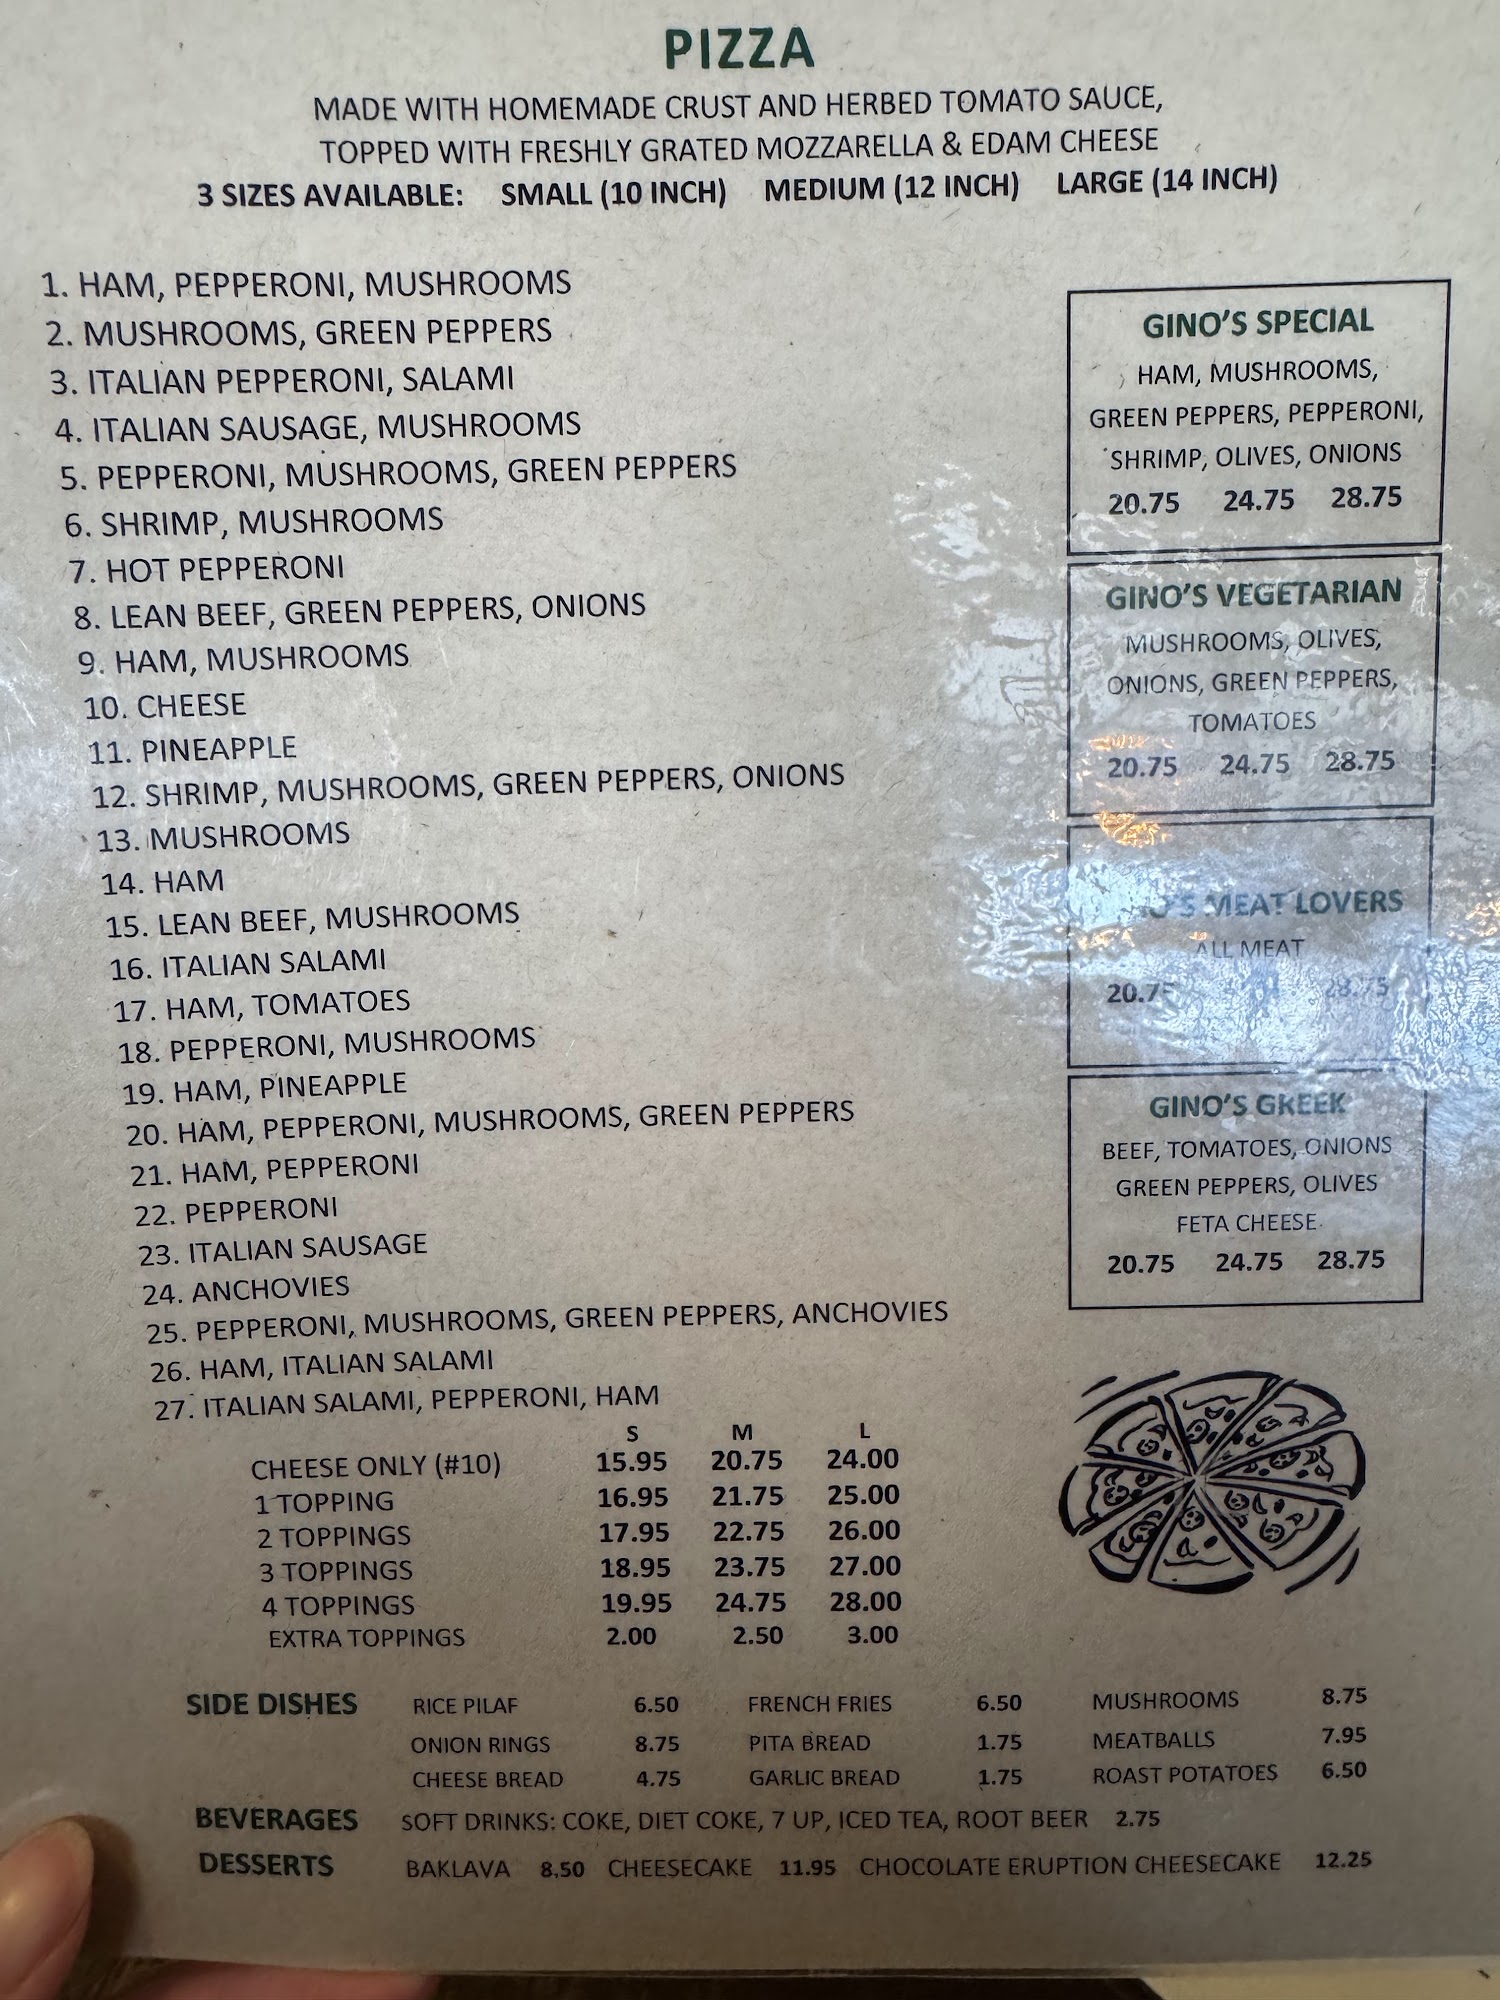 PIZZA
MADE WITH HOMEMADE CRUST AND HERBED TOMATO SAUCE,
TOPPED WITH FRESHLY GRATED MOZZARELLA & EDAM CHEESE
3 SIZES AVAILABLE: SMALL (10 INCH) MEDIUM (12 INCH) LARGE (14 INCH)
1. HAM, PEPPERONI, MUSHROOMS
2. MUSHROOMS, GREEN PEPPERS
3. ITALIAN PEPPERONI, SALAMI
4. ITALIAN SAUSAGE, MUSHROOMS
5. PEPPERONI, MUSHROOMS, GREEN PEPPERS
6. SHRIMP, MUSHROOMS
7. HOT PEPPERONI
8. LEAN BEEF, GREEN PEPPERS, ONIONS
9. HAM, MUSHROOMS
10. CHEESE
11. PINEAPPLE
12. SHRIMP, MUSHROOMS, GREEN PEPPERS, ONIONS
13. MUSHROOMS
14. HAM
15. LEAN BEEF, MUSHROOMS
16. ITALIAN SALAMI
17. HAM, TOMATOES
18. PEPPERONI, MUSHROOMS
19. HAM, PINEAPPLE
20. HAM, PEPPERONI, MUSHROOMS, GREEN PEPPERS
21. HAM, PEPPERONI
22. PEPPERONI
23. ITALIAN SAUSAGE
24. ANCHOVIES
25. PEPPERONI, MUSHROOMS, GREEN PEPPERS, ANCHOVIES
26. HAM, ITALIAN SALAMI
27. ITALIAN SALAMI, PEPPERONI, HAM
GINO'S SPECIAL
HAM, MUSHROOMS,
GREEN PEPPERS, PEPPERONI,
SHRIMP, OLIVES, ONIONS
20.75 24.75 28.75
GINO'S VEGETARIAN
MUSHROOMS, OLIVES,
ONIONS, GREEN PEPPERS,
TOMATOES
20.75 24.75 28.75
MEAT LOVERS
ALL MEAT
20.75 28.75
GINO'S GREEK
BEEF, TOMATOES, ONIONS
GREEN PEPPERS, OLIVES
FETA CHEESE
20.75 24.75 28.75
S M L
CHEESE ONLY (#10) 15.95 20.75 24.00
1 TOPPING 16.95 21.75 25.00
2 TOPPINGS 17.95 22.75 26.00
3 TOPPINGS 18.95 23.75 27.00
4 TOPPINGS 19.95 24.75 28.00
EXTRA TOPPINGS 2.00 2.50 3.00
SIDE DISHES RICE PILAF 6.50 FRENCH FRIES 6.50 MUSHROOMS 8.75
ONION RINGS 8.75 PITA BREAD 1.75 MEATBALLS 7.95
CHEESE BREAD 4.75 GARLIC BREAD 1.75 ROAST POTATOES 6.50
BEVERAGES SOFT DRINKS: COKE, DIET COKE, 7 UP, ICED TEA, ROOT BEER 2.75
DESSERTS BAKLAVA 8.50 CHEESECAKE 11.95 CHOCOLATE ERUPTION CHEESECAKE 12.25